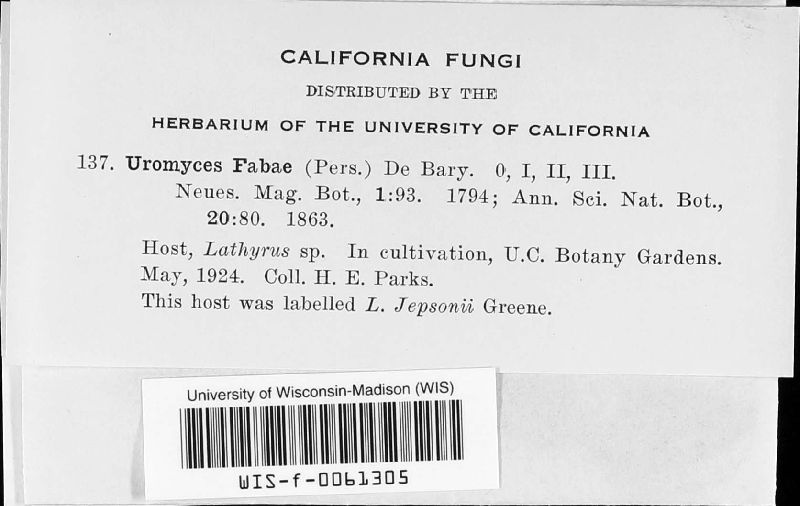 CALIFORNIA FUNGI
DISTRIBUTED BY THE
HERBARIUM OF THE UNIVERSITY OF CALIFORNIA
137. Uromyces Fabae (Pers.) De Bary. 0, I, II, III.
Neues. Mag. Bot., 1:93. 1794; Ann. Sci. Nat. Bot.,
20:80. 1863.
Host, Lathyrus sp. In cultivation, U.C. Botany Gardens.
May, 1924. Coll. H. E. Parks.
This host was labelled L. Jepsonii Greene.
University of Wisconsin-Madison (WIS)
WIS-f-0061305